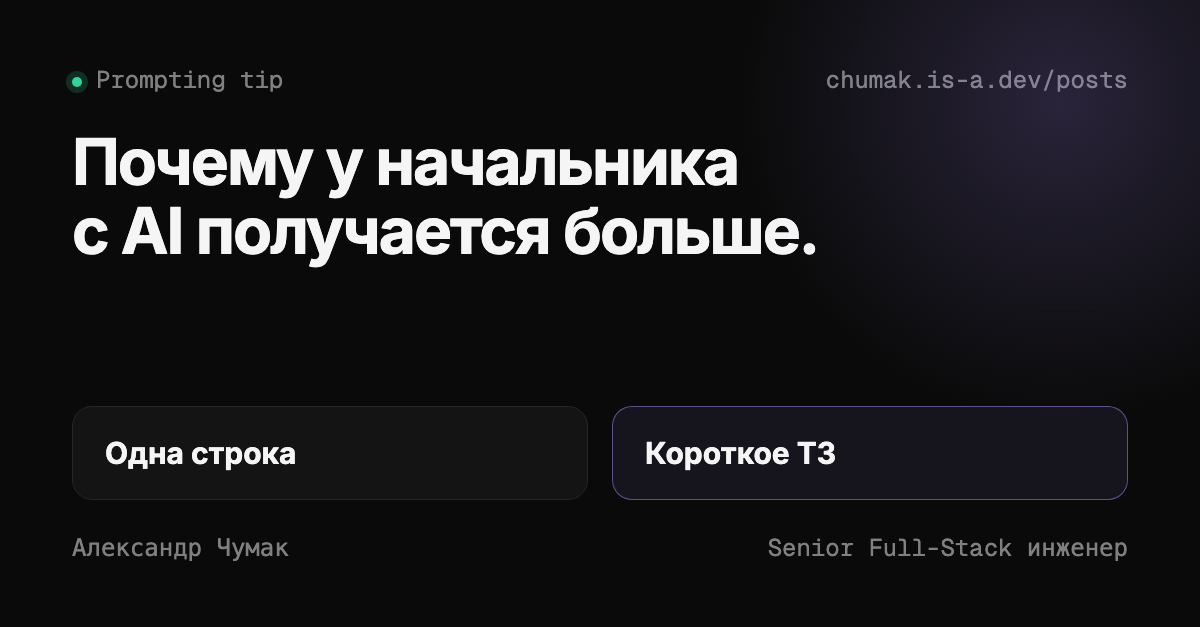 Prompting tip
chumak.is-a.dev/posts
Почему у начальника
с AI получается больше.
Одна строка
Короткое ТЗ
Александр Чумак
Senior Full-Stack инженер